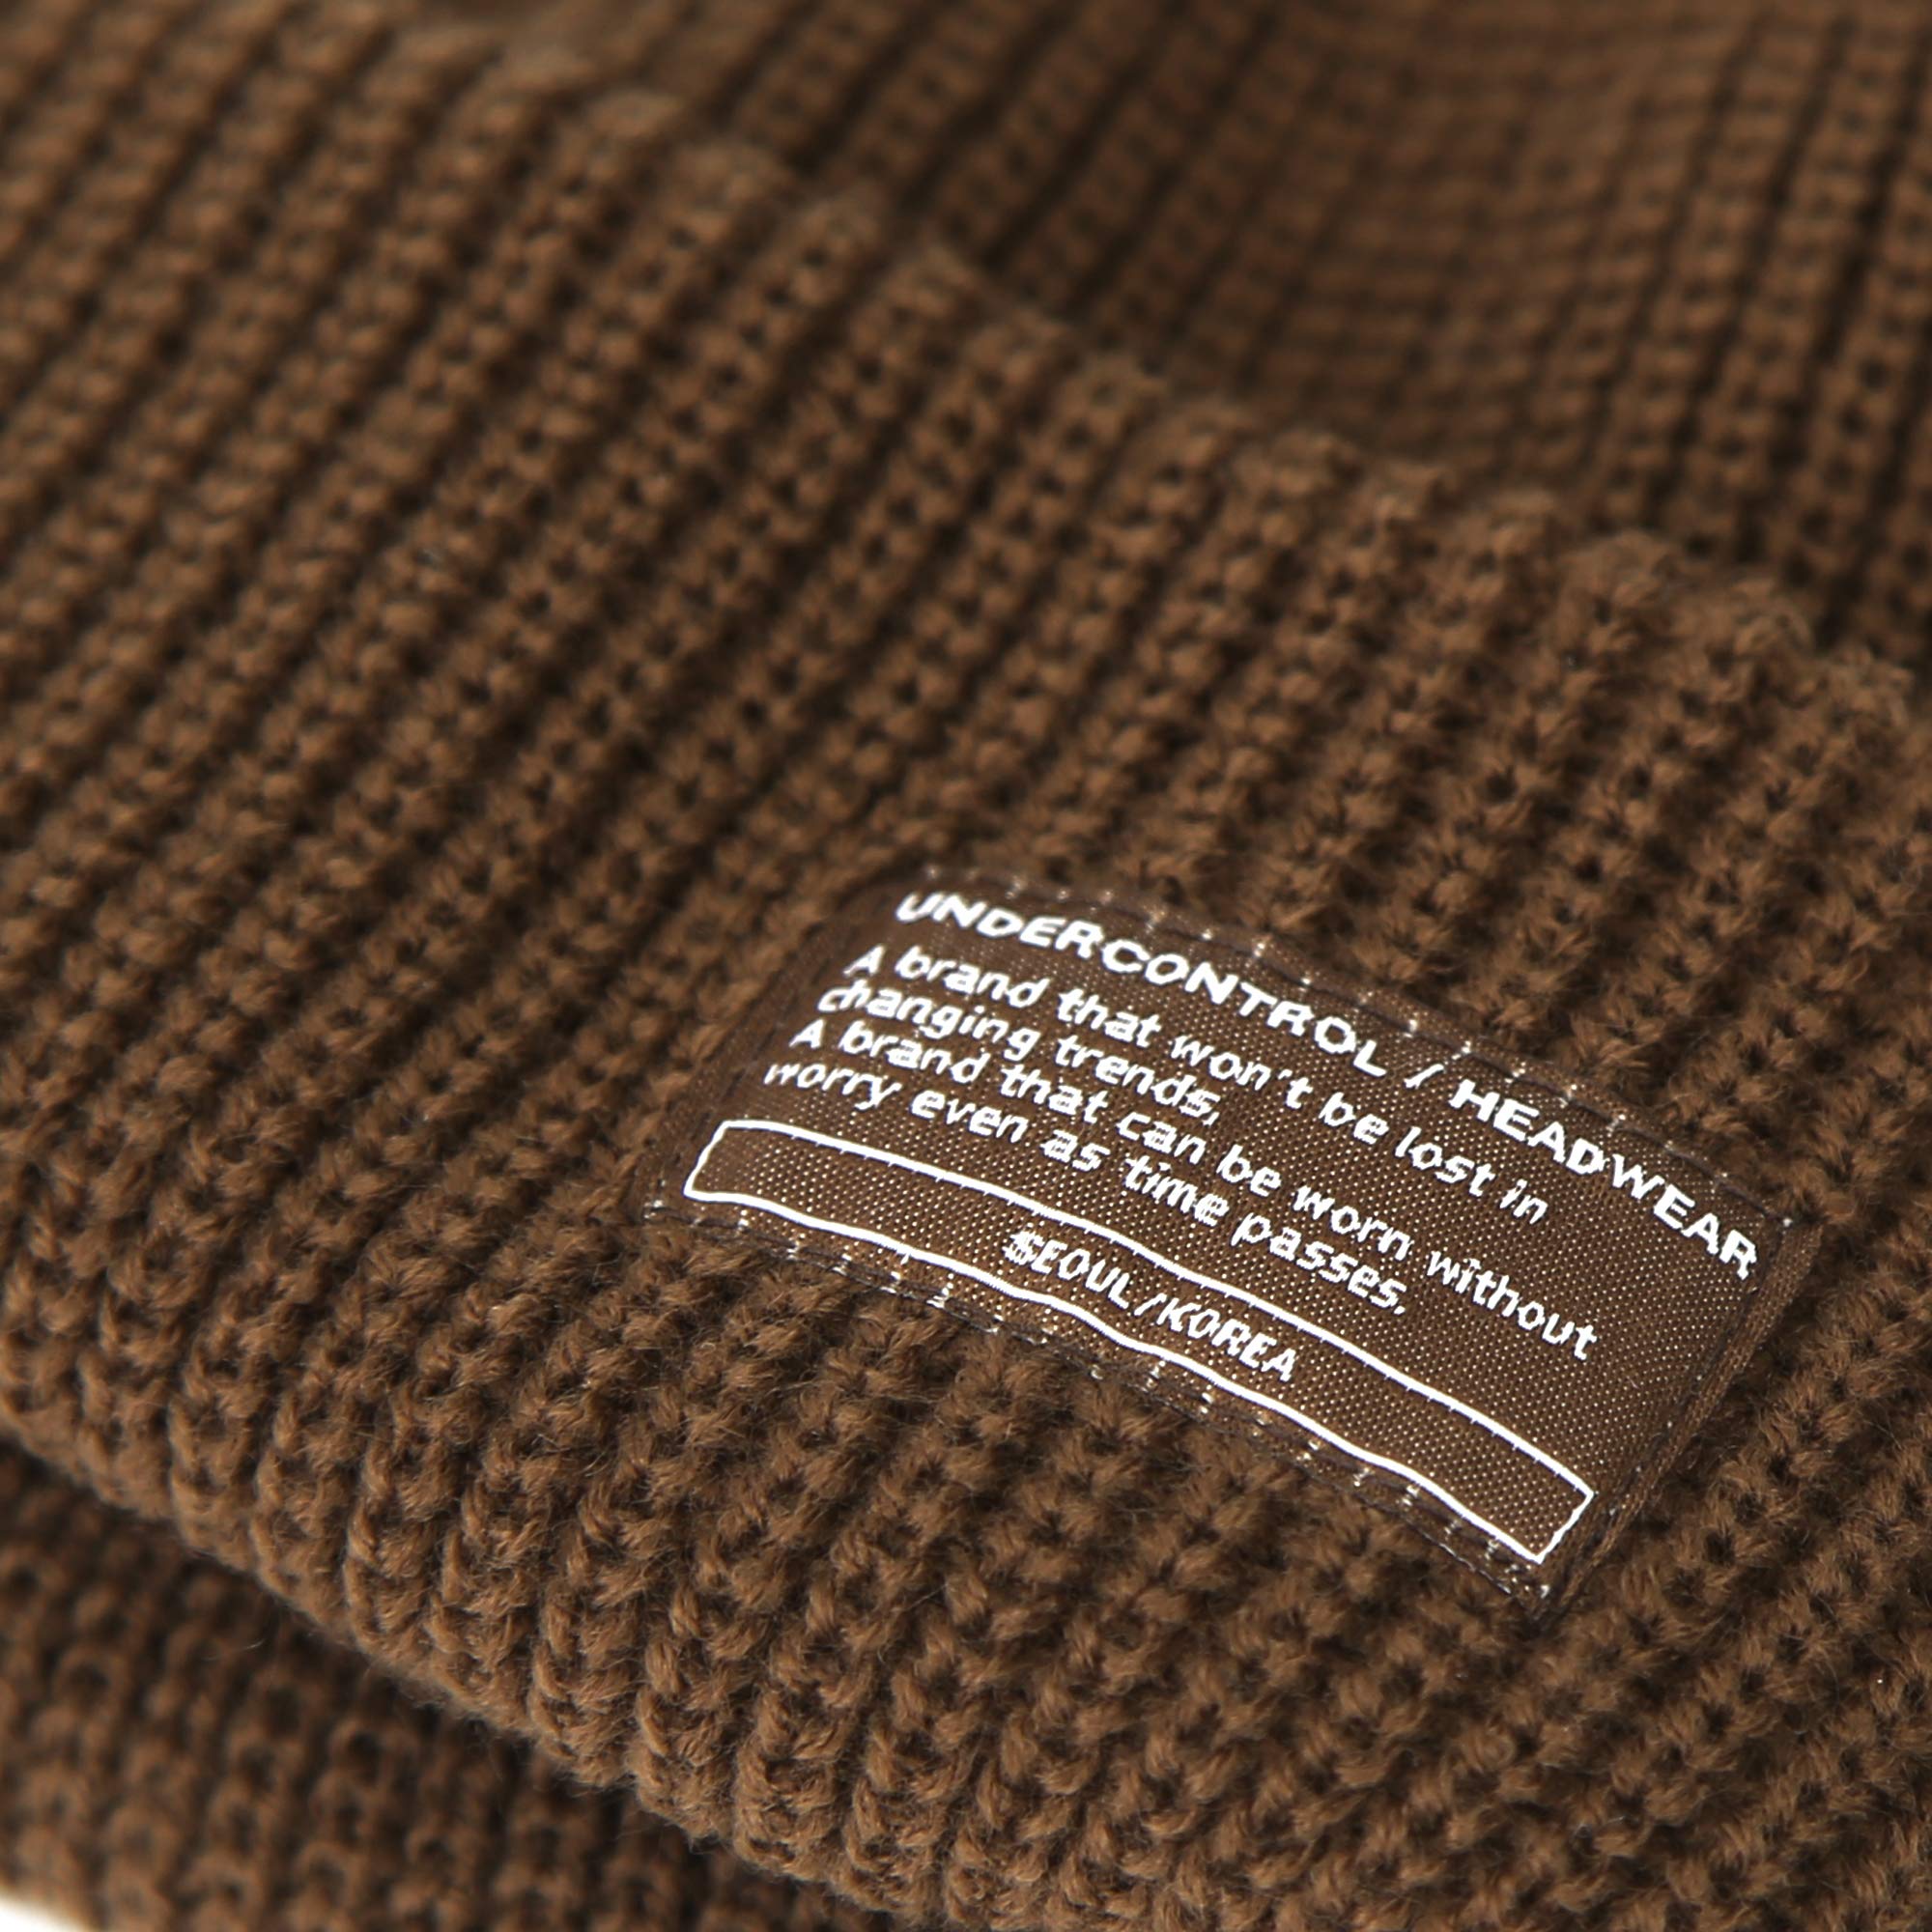 UNDERCONTROL / HEADWEAR
A brand that won't be lost in
changing trends,
A brand that can be worn without
worry even as time passes.
SEOUL/KOREA